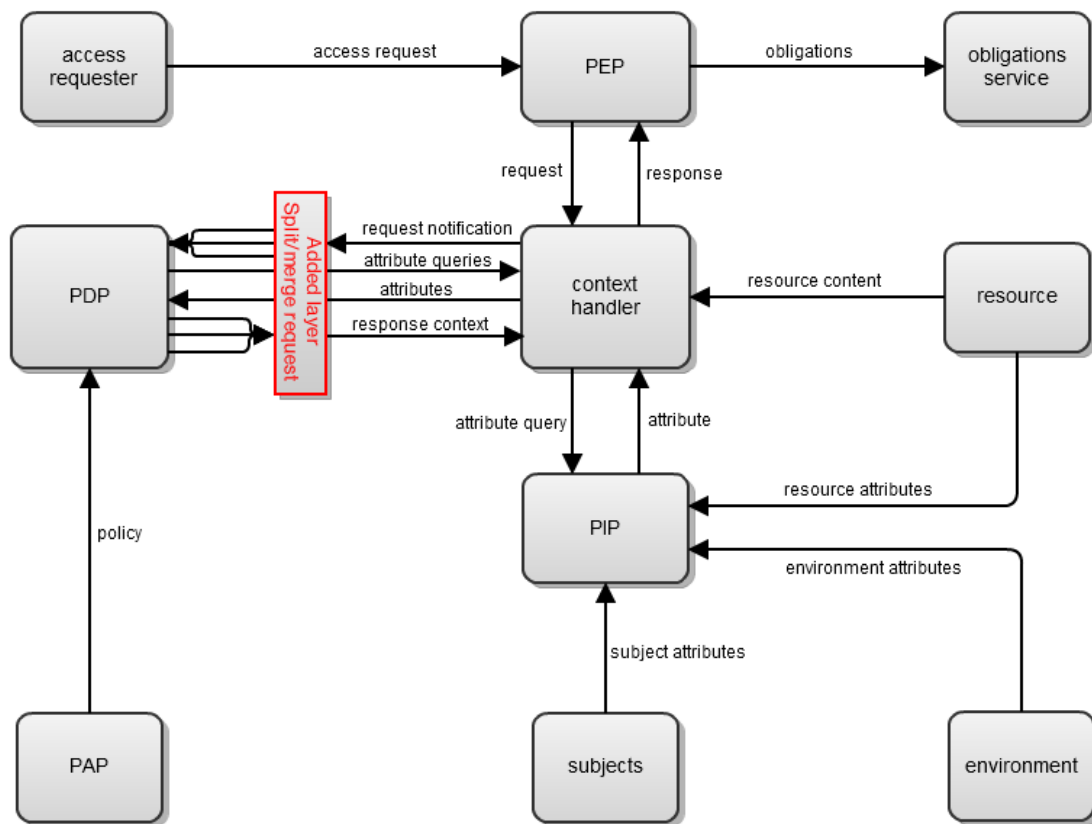 access
requester
access request
PEP
obligations
obligations
service
request
response
PDP
Added layer
Split/merge request
request notification
attribute queries
attributes
response context
context
handler
resource content
resource
attribute query
attribute
resource attributes
policy
PIP
environment attributes
subject attributes
PAP
subjects
environment